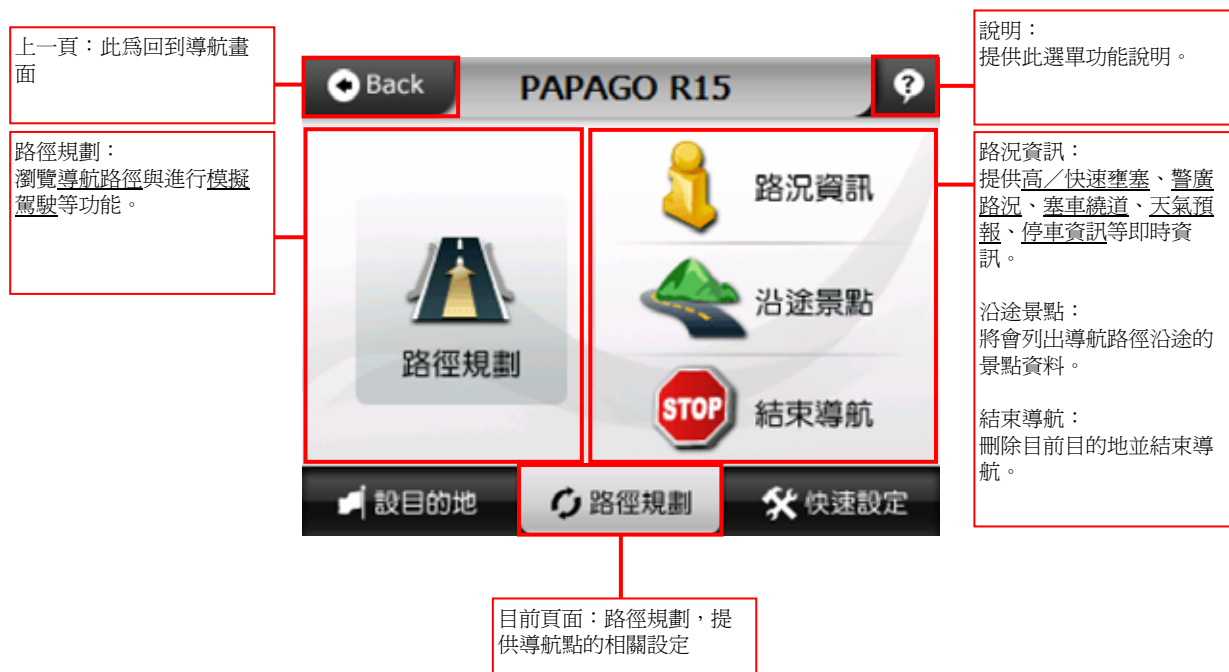 上一頁：此為回到導航畫
面
Back
PAPAGO R15
?
說明：
提供此選單功能說明。
路徑規劃：
瀏覽導航路徑與進行模擬
駕駛等功能。
路徑規劃
路況資訊
沿途景點
STOP
結束導航
路況資訊：
提供高／快速壅塞、警廣
路況、塞車繞道、天氣預
報、停車資訊等即時資
訊。
沿途景點：
將會列出導航路徑沿途的
景點資料。
結束導航：
刪除目前目的地並結束導
航。
設目的地
路徑規劃
快速設定
目前頁面：路徑規劃，提
供導航點的相關設定